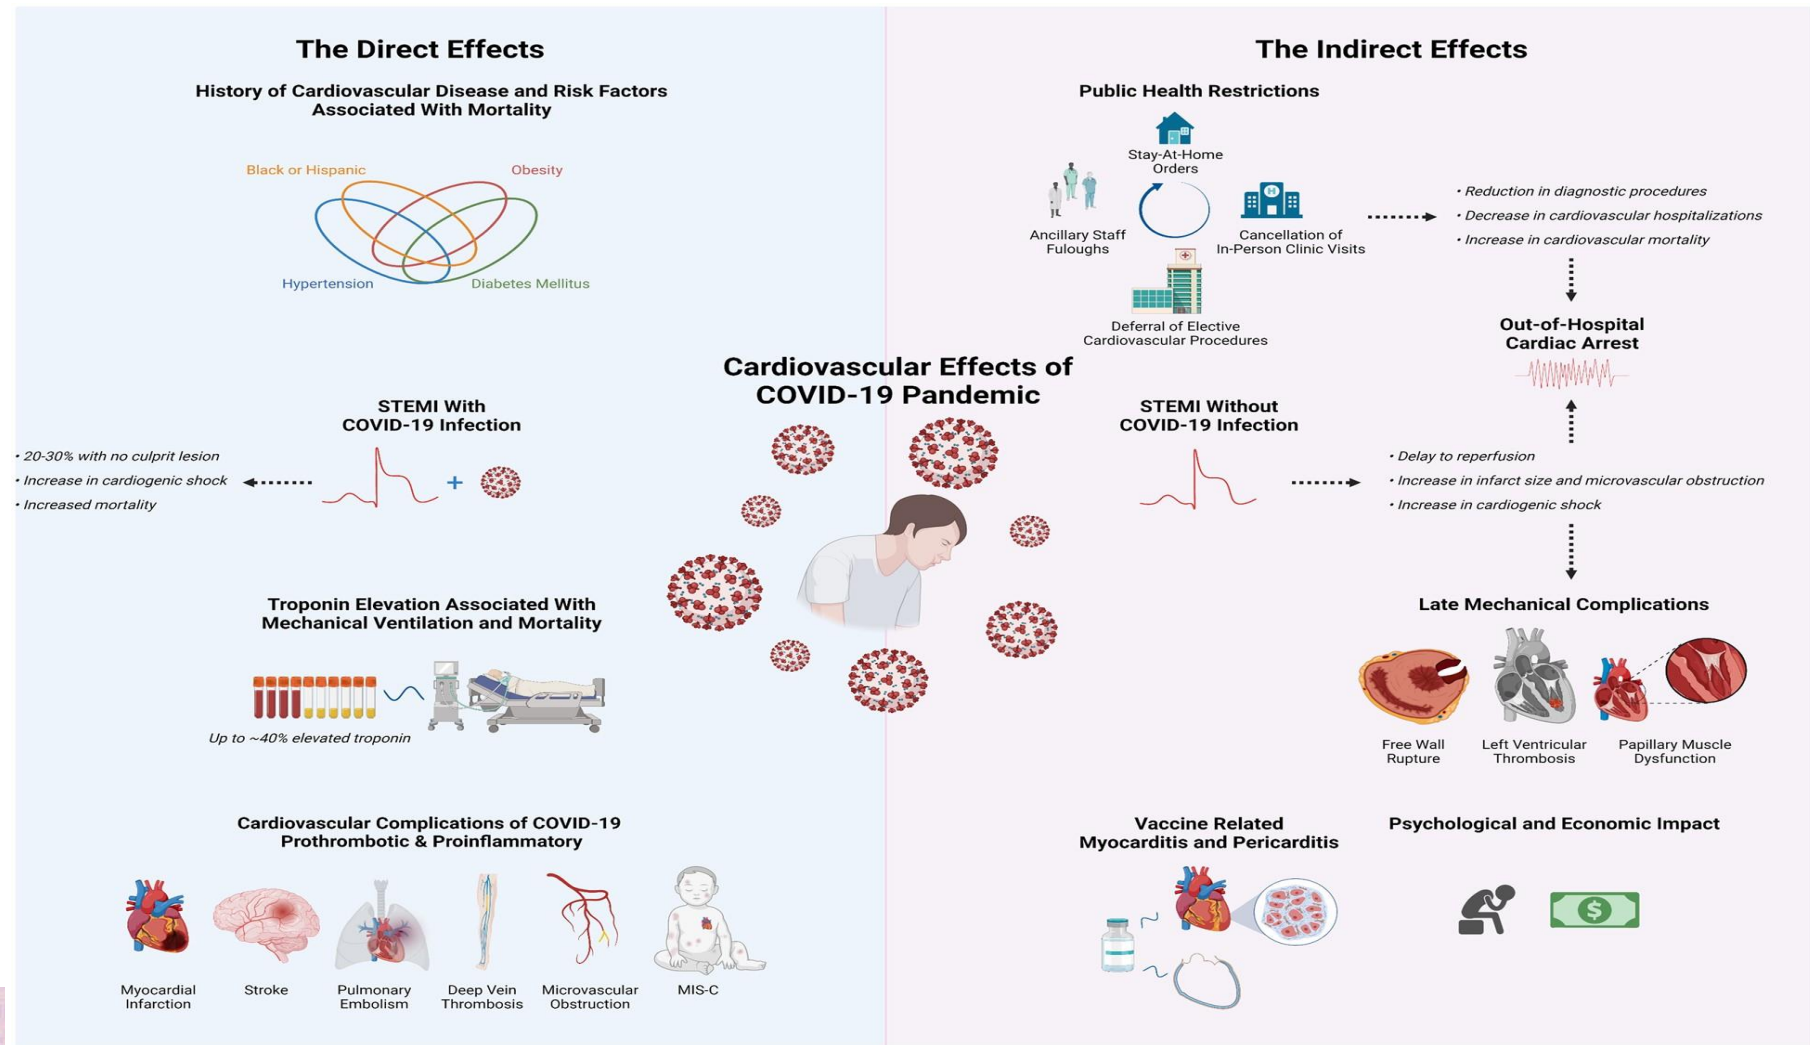 The Direct Effects
History of Cardiovascular Disease and Risk Factors
Associated With Mortality
Black or Hispanic
Obesity
Hypertension
Diabetes Mellitus
STEMI With
COVID-19 Infection
• 20-30% with no culprit lesion
• Increase in cardiogenic shock
• Increased mortality
+
Troponin Elevation Associated With
Mechanical Ventilation and Mortality
Up to ~40% elevated troponin
Cardiovascular Complications of COVID-19
Prothrombotic & Proinflammatory
Myocardial
Infarction
Stroke
Pulmonary
Embolism
Deep Vein
Thrombosis
Microvascular
Obstruction
MIS-C
Cardiovascular Effects of
COVID-19 Pandemic
The Indirect Effects
Public Health Restrictions
Stay-At-Home
Orders
Ancillary Staff
Fuloughs
H
Cancellation of
In-Person Clinic Visits
Deferral of Elective
Cardiovascular Procedures
• Reduction in diagnostic procedures
• Decrease in cardiovascular hospitalizations
• Increase in cardiovascular mortality
Out-of-Hospital
Cardiac Arrest
STEMI Without
COVID-19 Infection
• Delay to reperfusion
• Increase in infarct size and microvascular obstruction
• Increase in cardiogenic shock
Late Mechanical Complications
Free Wall
Rupture
Left Ventricular
Thrombosis
Papillary Muscle
Dysfunction
Vaccine Related
Myocarditis and Pericarditis
Psychological and Economic Impact
$